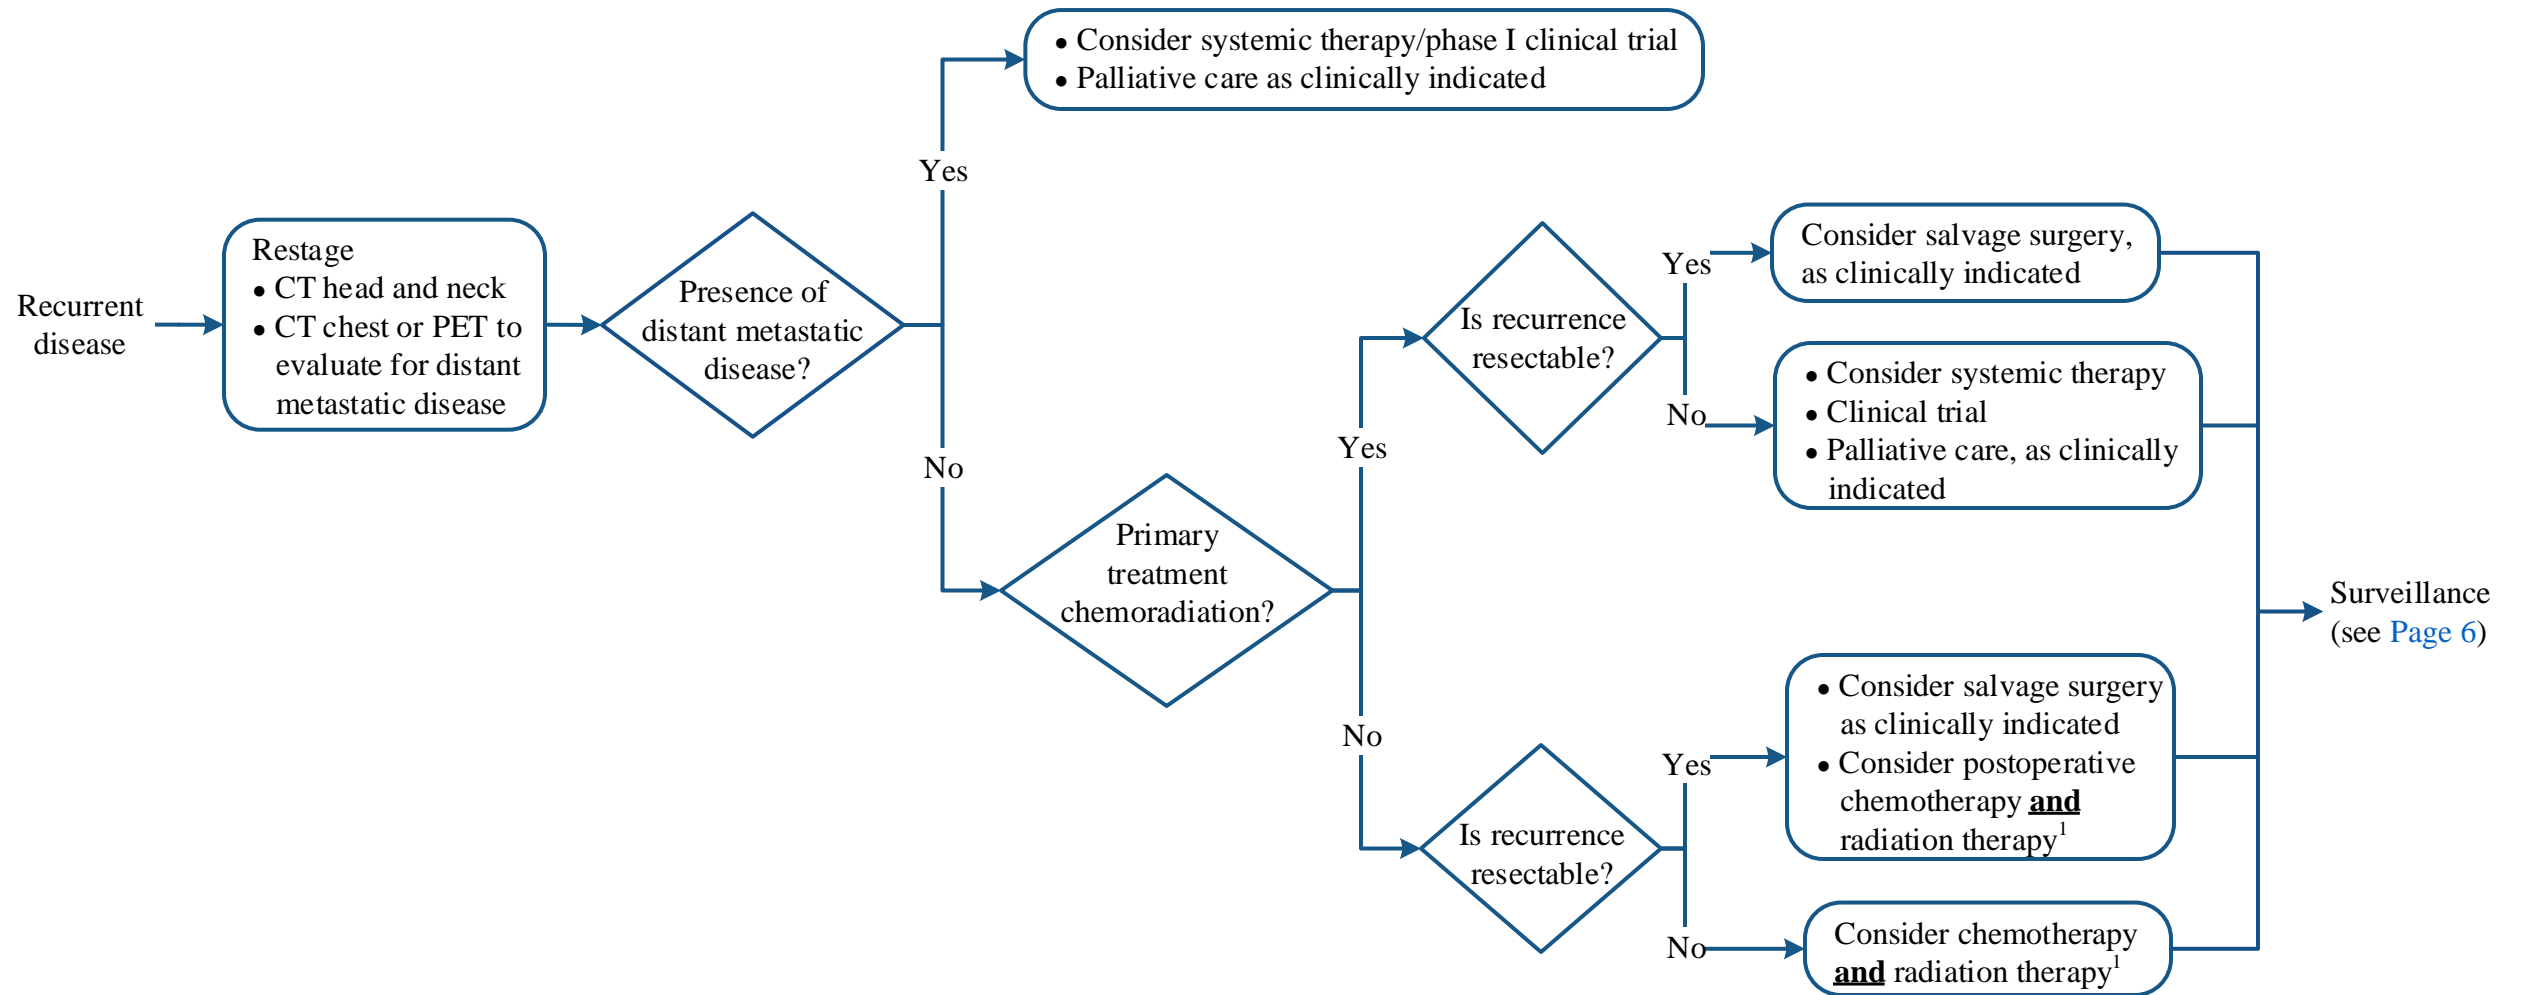 Recurrent
disease
Restage
• CT head and neck
• CT chest or PET to
evaluate for distant
metastatic disease
Presence of
distant metastatic
disease?
Yes
• Consider systemic therapy/phase I clinical trial
• Palliative care as clinically indicated
No
Primary
treatment
chemoradiation?
Yes
Is recurrence
resectable?
Yes
Consider salvage surgery,
as clinically indicated
No
• Consider systemic therapy
• Clinical trial
• Palliative care, as clinically
indicated
No
Is recurrence
resectable?
Yes
• Consider salvage surgery
as clinically indicated
• Consider postoperative
chemotherapy and
radiation therapy1
No
Consider chemotherapy
and radiation therapy1
Surveillance
(see Page 6)